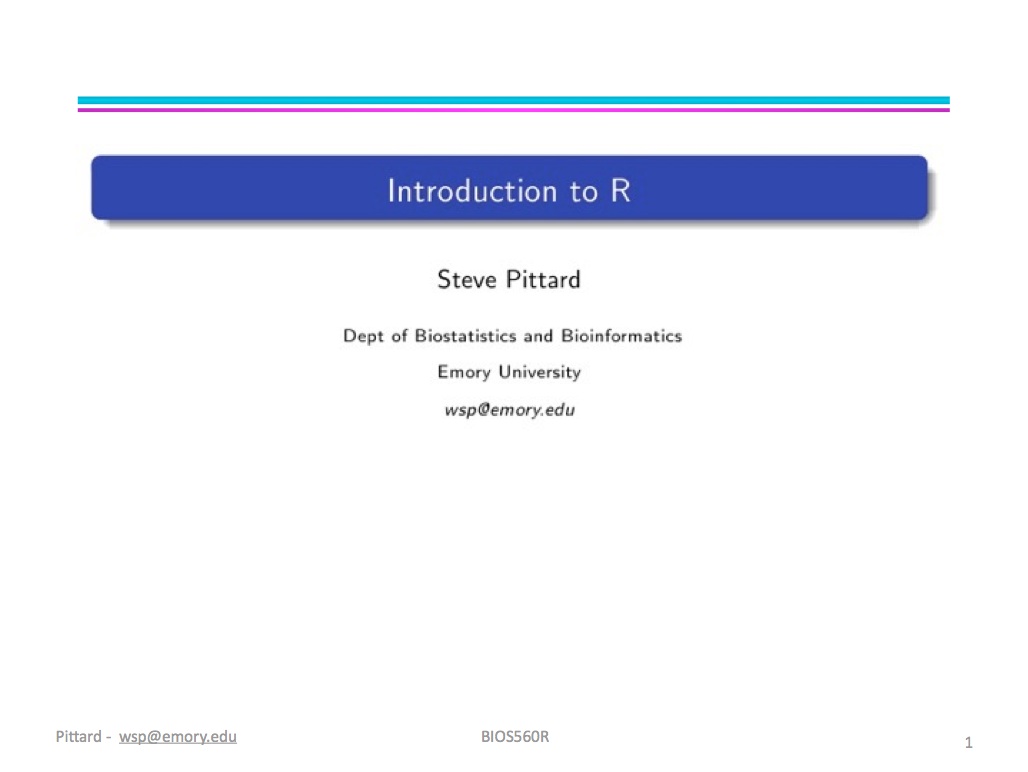 Introduction to R
Steve Pittard
Dept of Biostatistics and Bioinformatics
Emory University
wsp@emory.edu
Pittard - wsp@emory.edu
BIOS560R
1